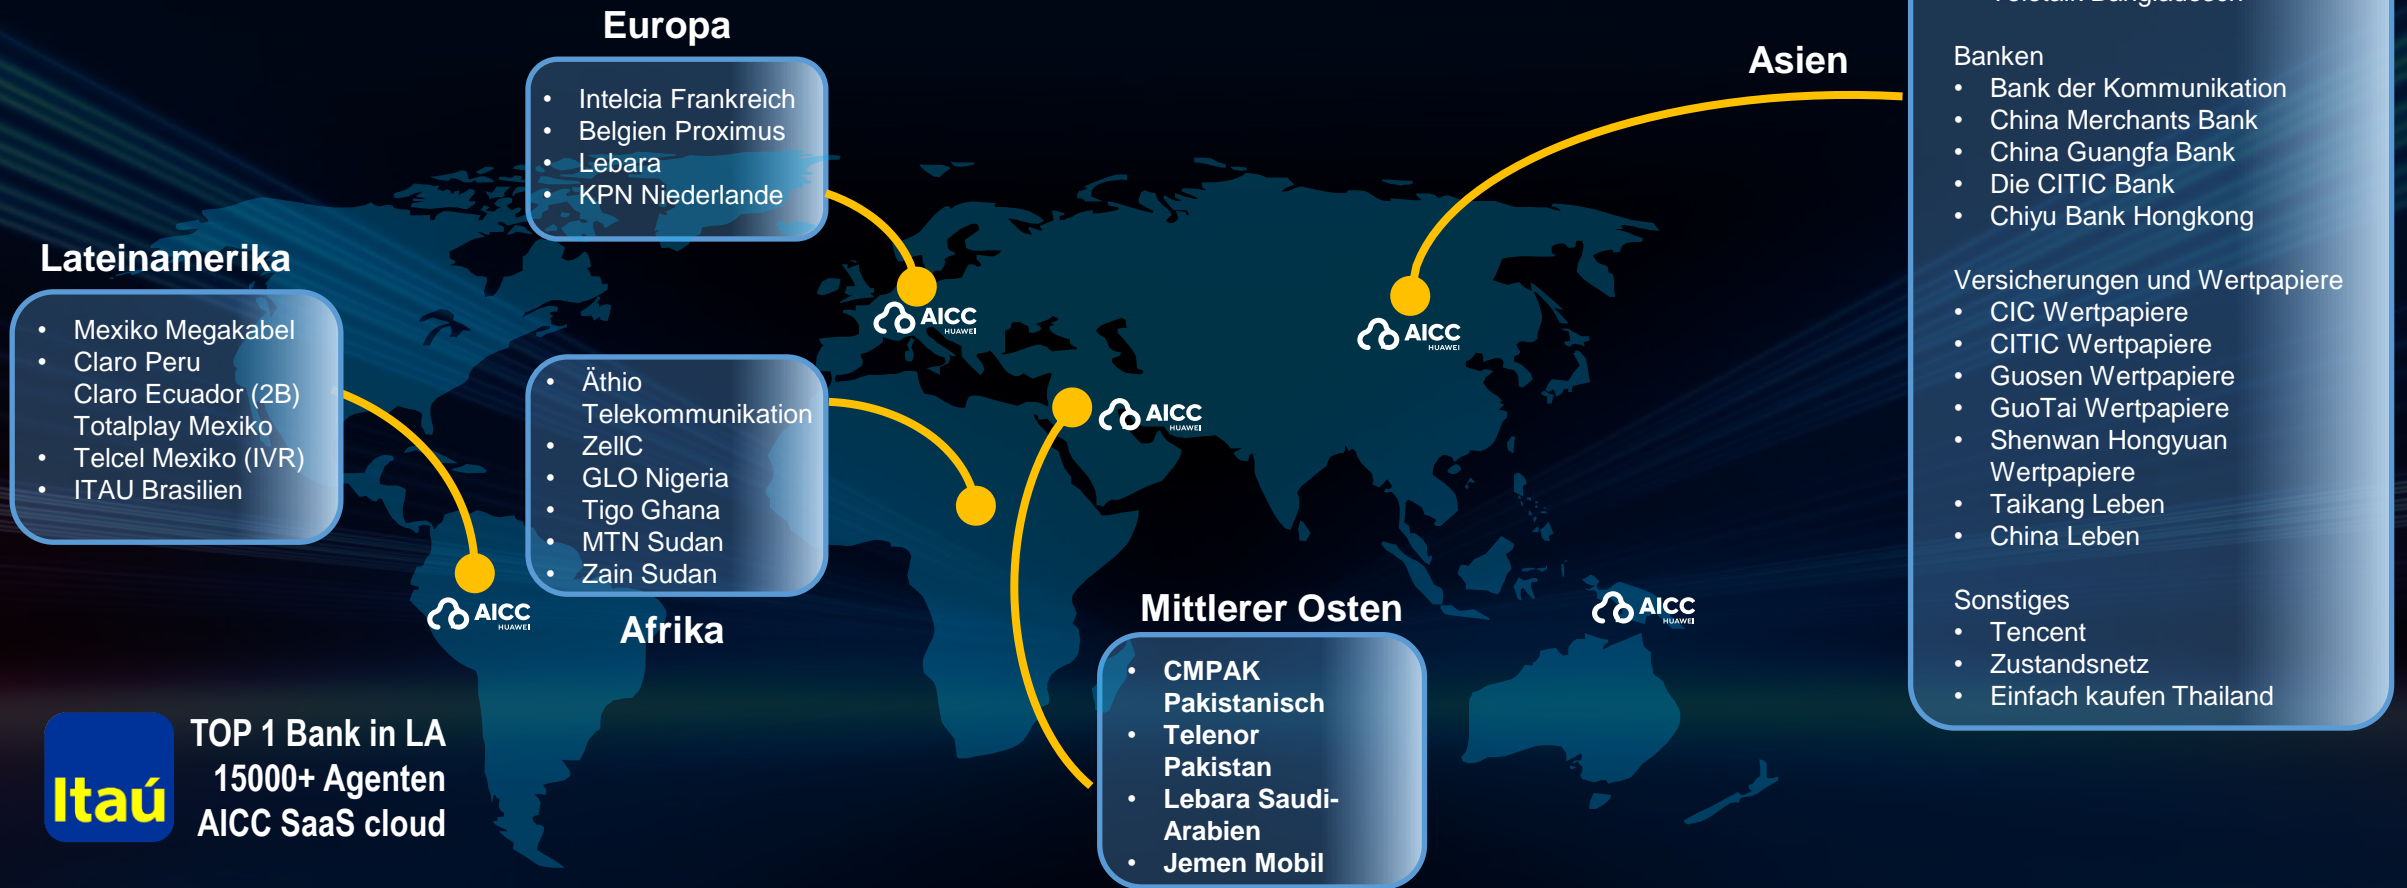 Europa
• Intelcia Frankreich
• Belgien Proximus
• Lebara
• KPN Niederlande
Lateinamerika
• Mexiko Megakabel
• Claro Peru
Claro Ecuador (2B)
Totalplay Mexiko
• Telcel Mexiko (IVR)
• ITAU Brasilien
• Äthio
Telekommunikation
• ZellC
• GLO Nigeria
• Tigo Ghana
• MTN Sudan
• Zain Sudan
Afrika
AICC
HUAWEI
AICC
HUAWEI
AICC
HUAWEI
AICC
HUAWEI
AICC
HUAWEI
Mittlerer Osten
• CMPAK
Pakistanisch
• Telenor
Pakistan
• Lebara Saudi-
Arabien
• Jemen Mobil
Asien
Banken
• Bank der Kommunikation
• China Merchants Bank
• China Guangfa Bank
• Die CITIC Bank
• Chiyu Bank Hongkong
Versicherungen und Wertpapiere
• CIC Wertpapiere
• CITIC Wertpapiere
• Guosen Wertpapiere
• GuoTai Wertpapiere
• Shenwan Hongyuan
Wertpapiere
• Taikang Leben
• China Leben
Sonstiges
• Tencent
• Zustandsnetz
• Einfach kaufen Thailand
Itaú
TOP 1 Bank in LA
15000+ Agenten
AICC SaaS cloud